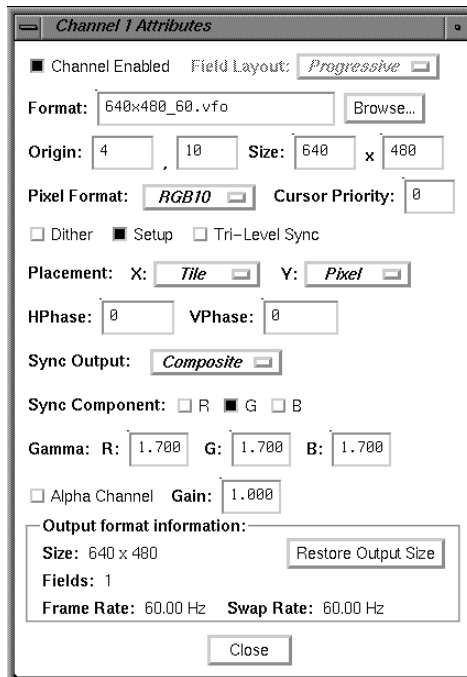 Channel 1 Attributes
Channel Enabled Field Layout: Progressive
Format: 640x480_60.vfo Browse...
Origin: 4 , 10 Size: 640 x 480
Pixel Format: RGB10 Cursor Priority: 0
Dither Setup Tri-Level Sync
Placement: X: Tile Y: Pixel
HPhase: 0 VPhase: 0
Sync Output: Composite
Sync Component: R G B
Gamma: R: 1.700 G: 1.700 B: 1.700
Alpha Channel Gain: 1.000
Output format information:
Size: 640 x 480 Restore Output Size
Fields: 1
Frame Rate: 60.00 Hz Swap Rate: 60.00 Hz
Close